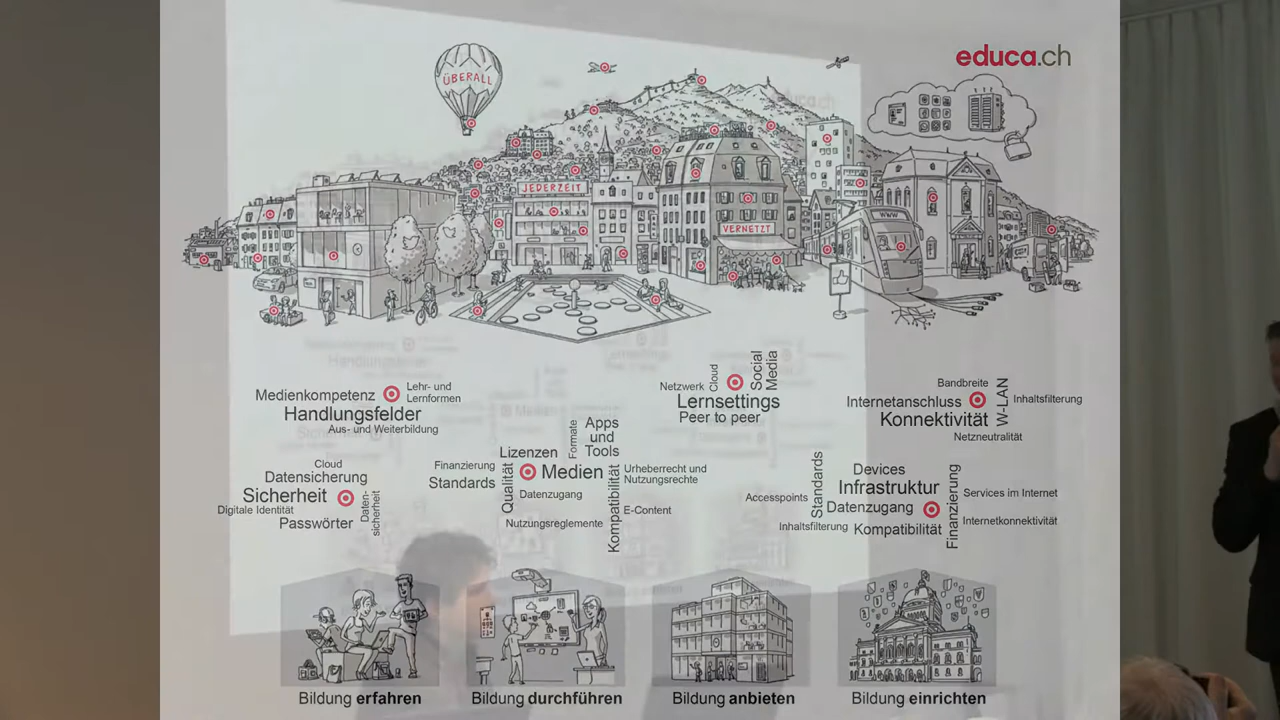 educa.ch
ÜBERALL
JEDERZEIT
VERNETZT
WWW
Medienkompetenz
Lehr- und
Lernformen
Handlungsfelder
Aus- und Weiterbildung
Netzwerk
Cloud
Social
Media
Lernsettings
Peer to peer
Bandbreite
Internetanschluss
W-LAN
Inhaltsfilterung
Konnektivität
Netzneutralität
Cloud
Datensicherung
Sicherheit
Digitale Identität
Daten-
sicherheit
Passwörter
Lizenzen
Formate
Apps
und
Tools
Finanzierung
Standards
Qualität
Medien
Urheberrecht und
Nutzungsrechte
Datenzugang
Kompatibilität
E-Content
Nutzungsreglemente
Standards
Devices
Infrastruktur
Accesspoints
Datenzugang
Finanzierung
Services im Internet
Inhaltsfilterung
Kompatibilität
Internetkonnektivität
Bildung erfahren
Bildung durchführen
Bildung anbieten
Bildung einrichten